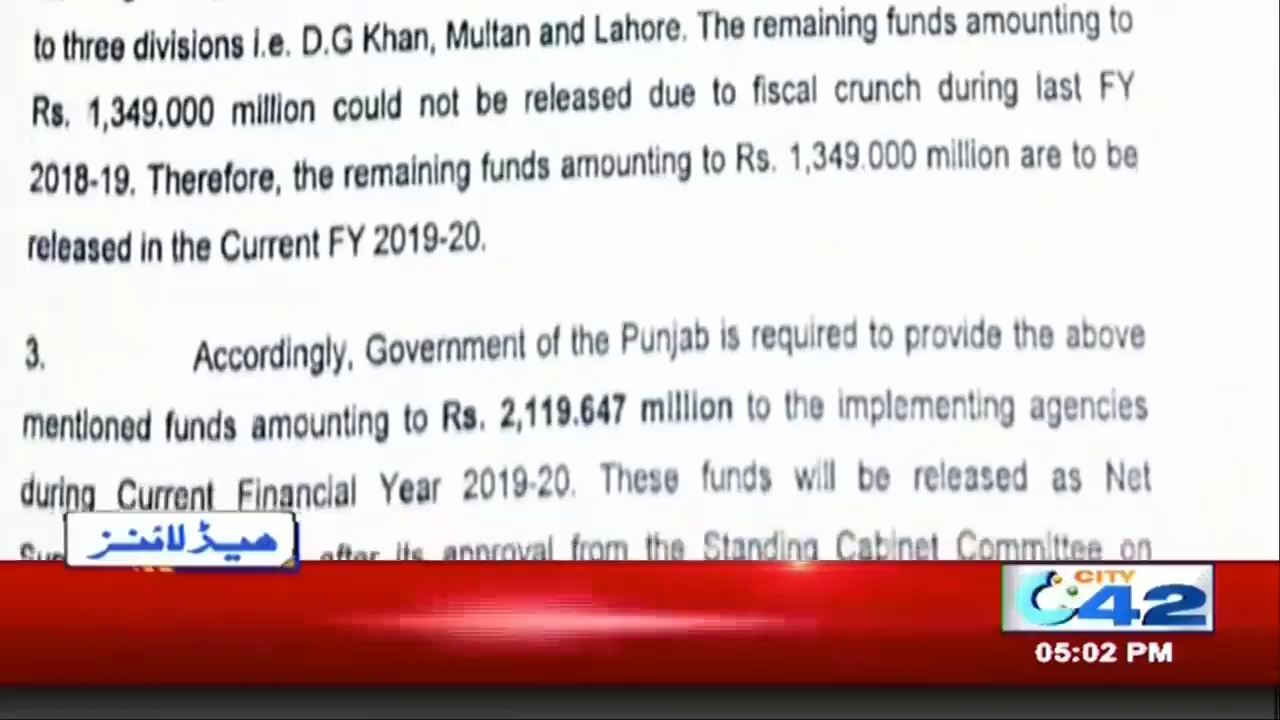 to three divisions i.e. D.G Khan, Multan and Lahore. The remaining funds amounting to
Rs. 1,349.000 million could not be released due to fiscal crunch during last FY
2018-19. Therefore, the remaining funds amounting to Rs. 1,349.000 million are to be
released in the Current FY 2019-20.
3. Accordingly, Government of the Punjab is required to provide the above
mentioned funds amounting to Rs. 2,119.647 million to the implementing agencies
during Current Financial Year 2019-20. These funds will be released as Net
after its approval from the Standing Cabinet Committee on
ھیڈلائنز
CITY
42
05:02 PM